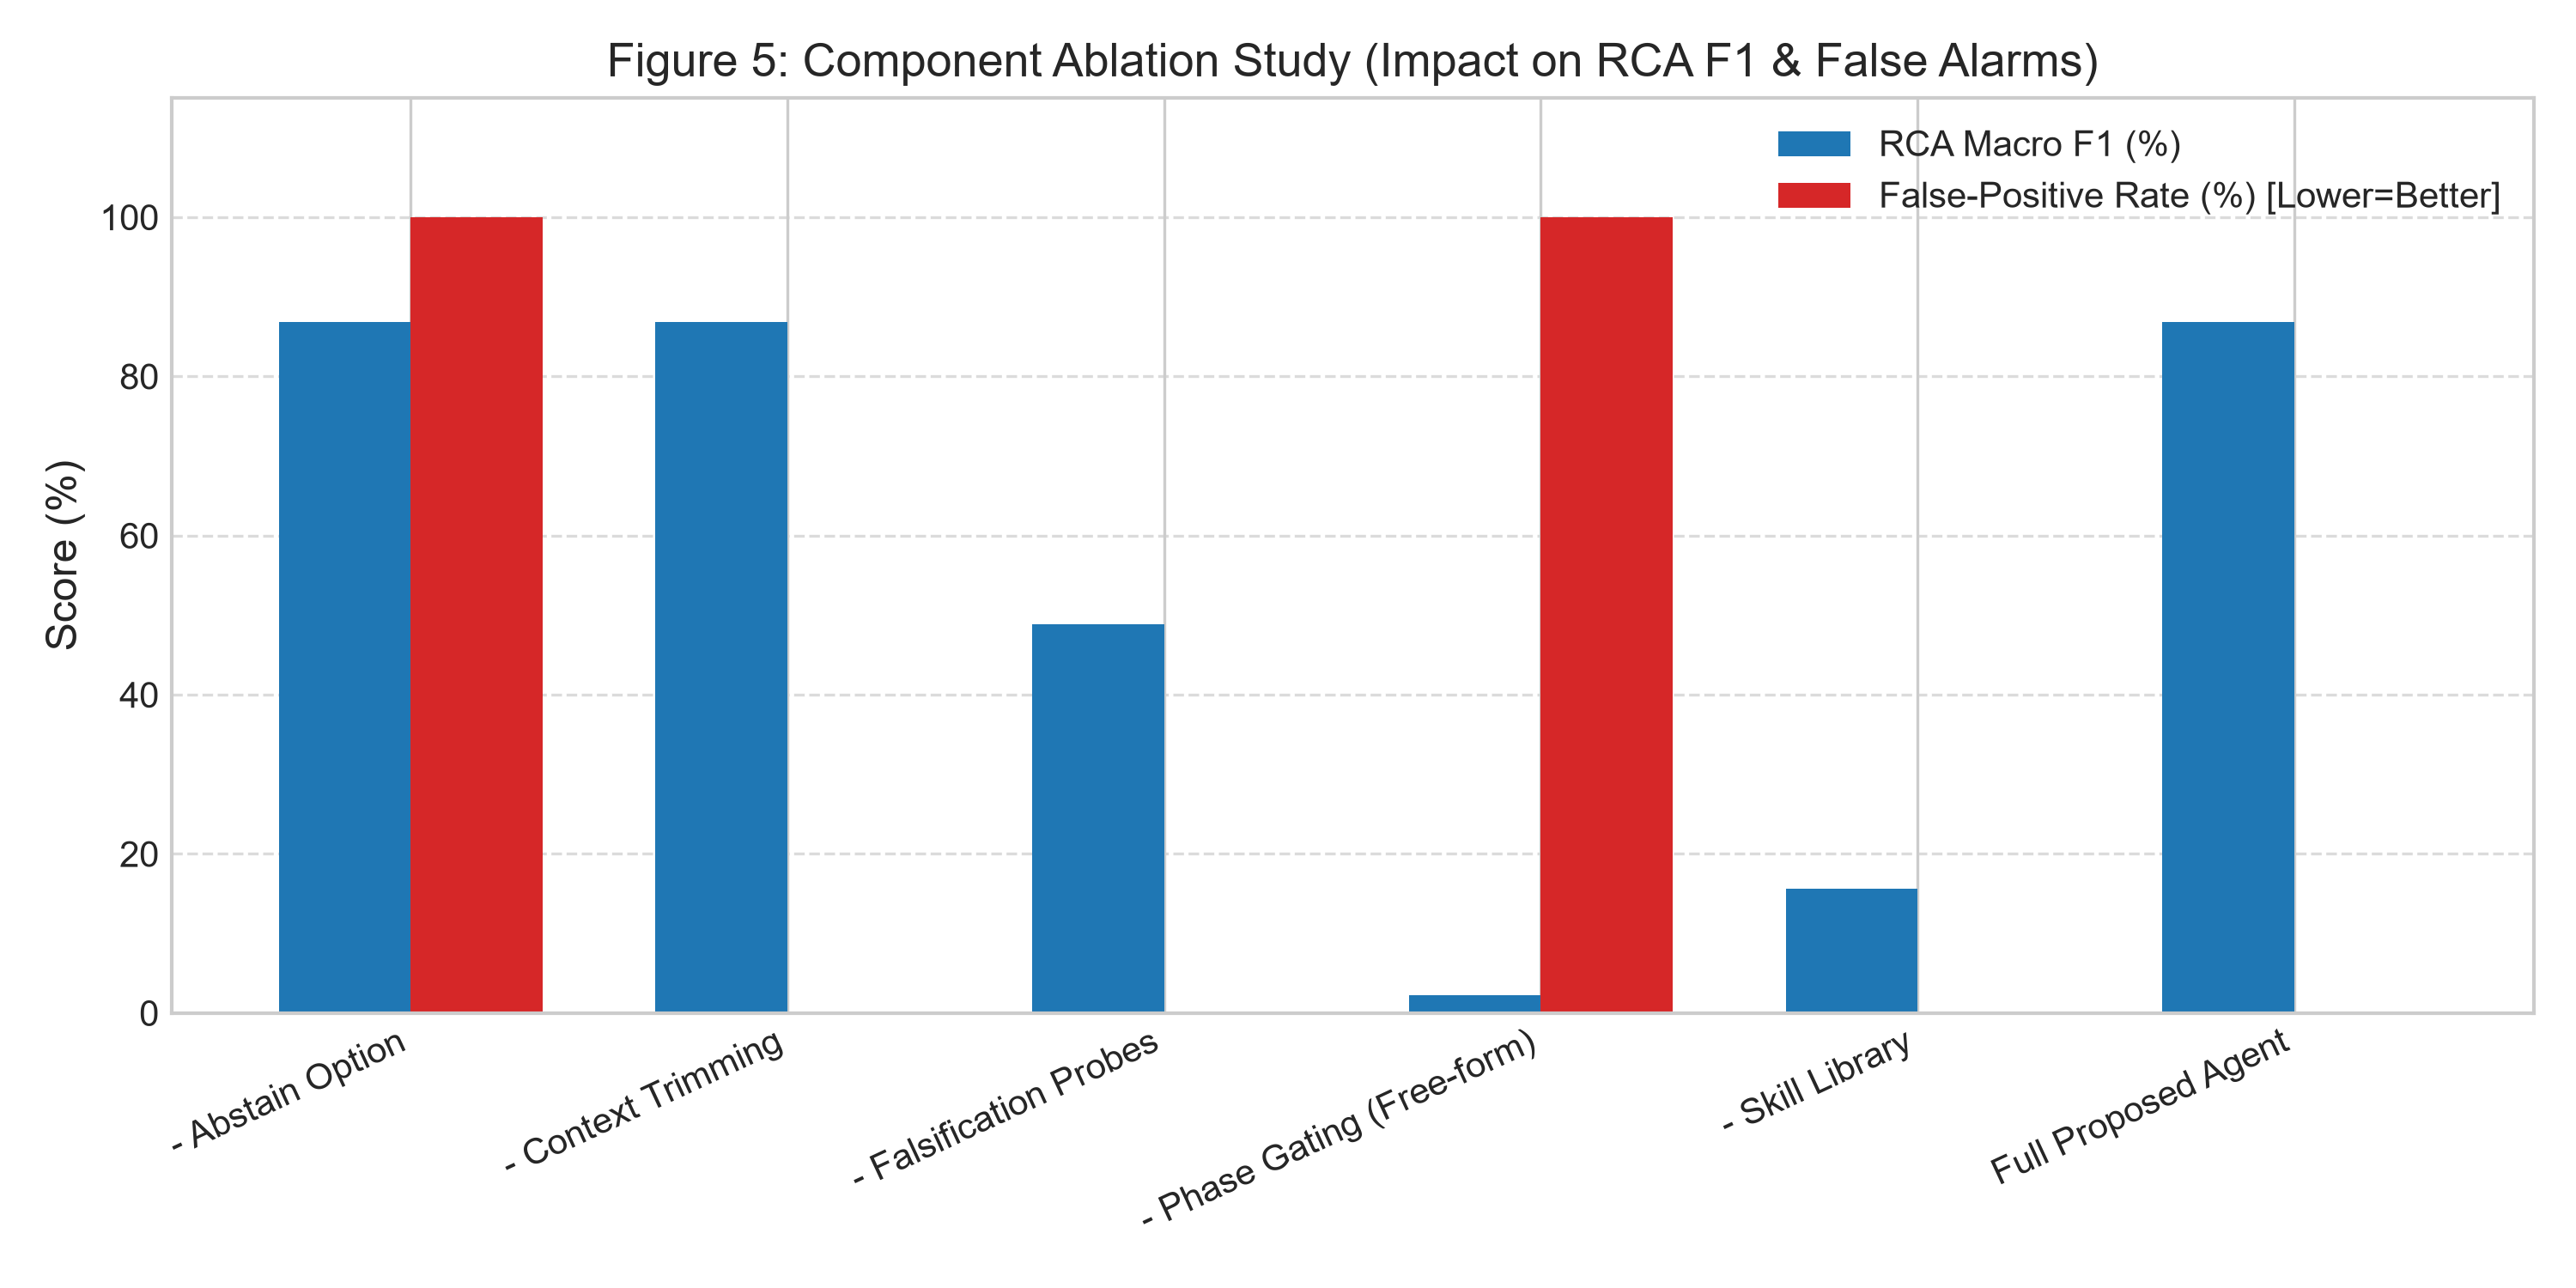 Figure 5: Component Ablation Study (Impact on RCA F1 & False Alarms)
RCA Macro F1 (%)
False-Positive Rate (%) [Lower=Better]
Score (%)
100
80
60
40
20
0
- Abstain Option
- Context Trimming
- Falsification Probes
- Phase Gating (Free-form)
- Skill Library
Full Proposed Agent